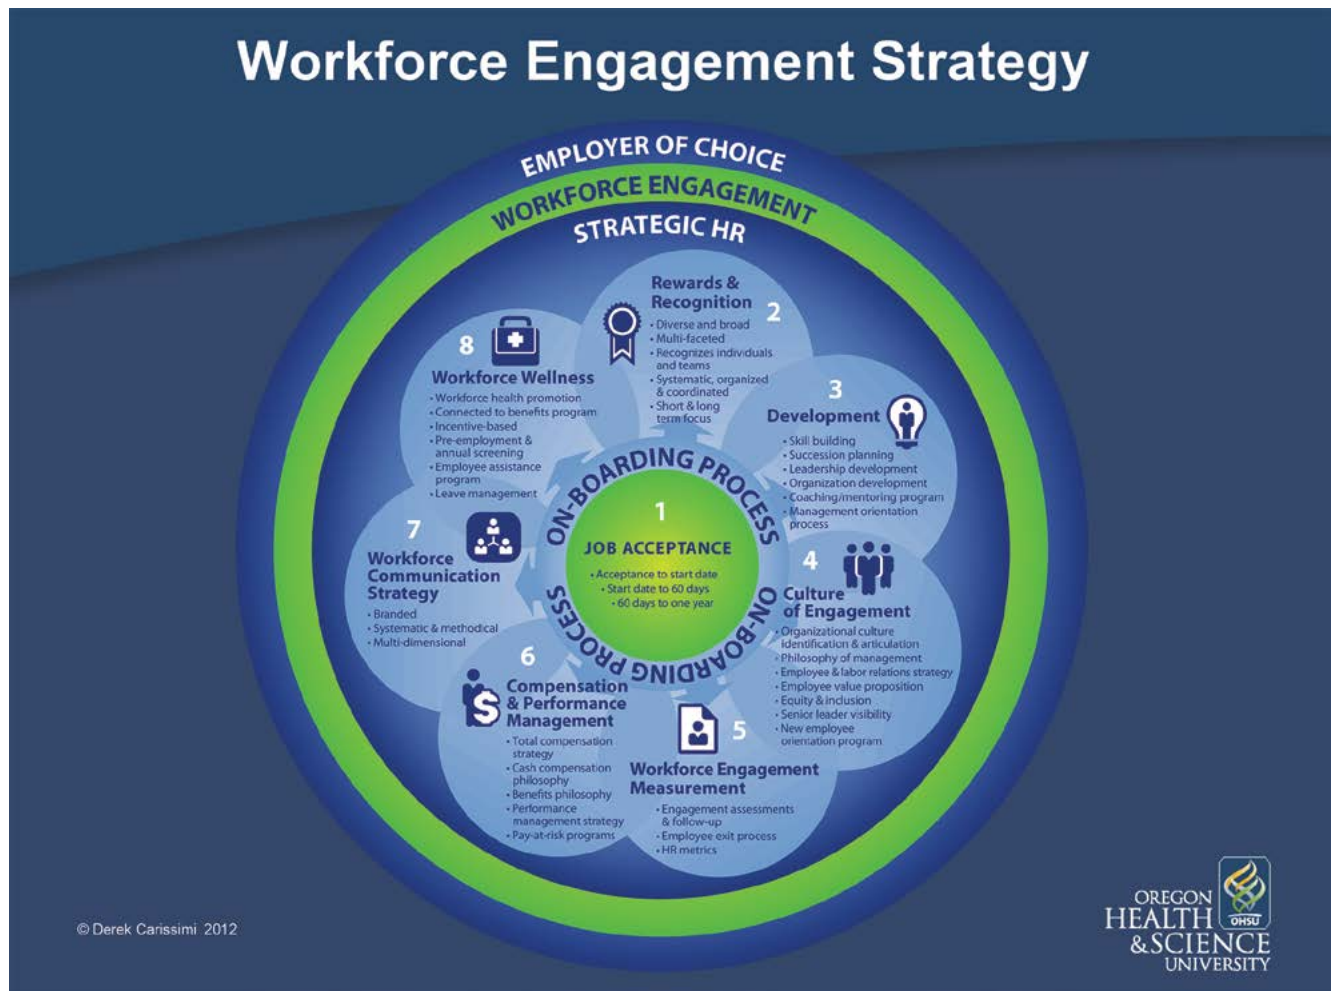 Workforce Engagement Strategy
EMPLOYER OF CHOICE
WORKFORCE ENGAGEMENT
STRATEGIC HR
ON-BOARDING PROCESS
1
JOB ACCEPTANCE
• Acceptance to start date
• Start date to 60 days
• 60 days to one year
ON-BOARDING PROCESS
Rewards &
Recognition
2
• Diverse and broad
• Multi-faceted
• Recognizes individuals
and teams
• Systematic, organized
& coordinated
• Short & long
term focus
3
Development
• Skill building
• Succession planning
• Leadership development
• Organization development
• Coaching/mentoring program
• Management orientation
process
4
Culture
of Engagement
• Organizational culture
identification & articulation
• Philosophy of management
• Employee & labor relations strategy
• Employee value proposition
• Equity & inclusion
• Senior leader visibility
• New employee
orientation program
5
Workforce Engagement
Measurement
• Engagement assessments
& follow-up
• Employee exit process
• HR metrics
6
Compensation
& Performance
Management
$
• Total compensation
strategy
• Cash compensation
philosophy
• Benefits philosophy
• Performance
management strategy
• Pay-at-risk programs
7
Workforce
Communication
Strategy
• Branded
• Systematic & methodical
• Multi-dimensional
8
Workforce Wellness
• Workforce health promotion
• Connected to benefits program
• Incentive-based
• Pre-employment &
annual screening
• Employee assistance
program
• Leave management
© Derek Carissimi 2012
OREGON
HEALTH
OHSU
& SCIENCE
UNIVERSITY